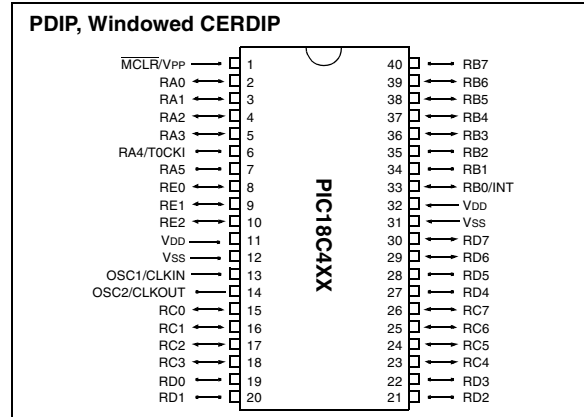 PDIP, Windowed CERDIP
MCLR/VPP 1 40 RB7
RA0 2 39 RB6
RA1 3 38 RB5
RA2 4 37 RB4
RA3 5 36 RB3
RA4/T0CKI 6 35 RB2
RA5 7 34 RB1
RE0 8 33 RB0/INT
RE1 9 32 VDD
RE2 10 31 VSS
VDD 11 30 RD7
VSS 12 29 RD6
OSC1/CLKIN 13 28 RD5
OSC2/CLKOUT 14 27 RD4
RC0 15 26 RC7
RC1 16 25 RC6
RC2 17 24 RC5
RC3 18 23 RC4
RD0 19 22 RD3
RD1 20 21 RD2
PIC18C4XX